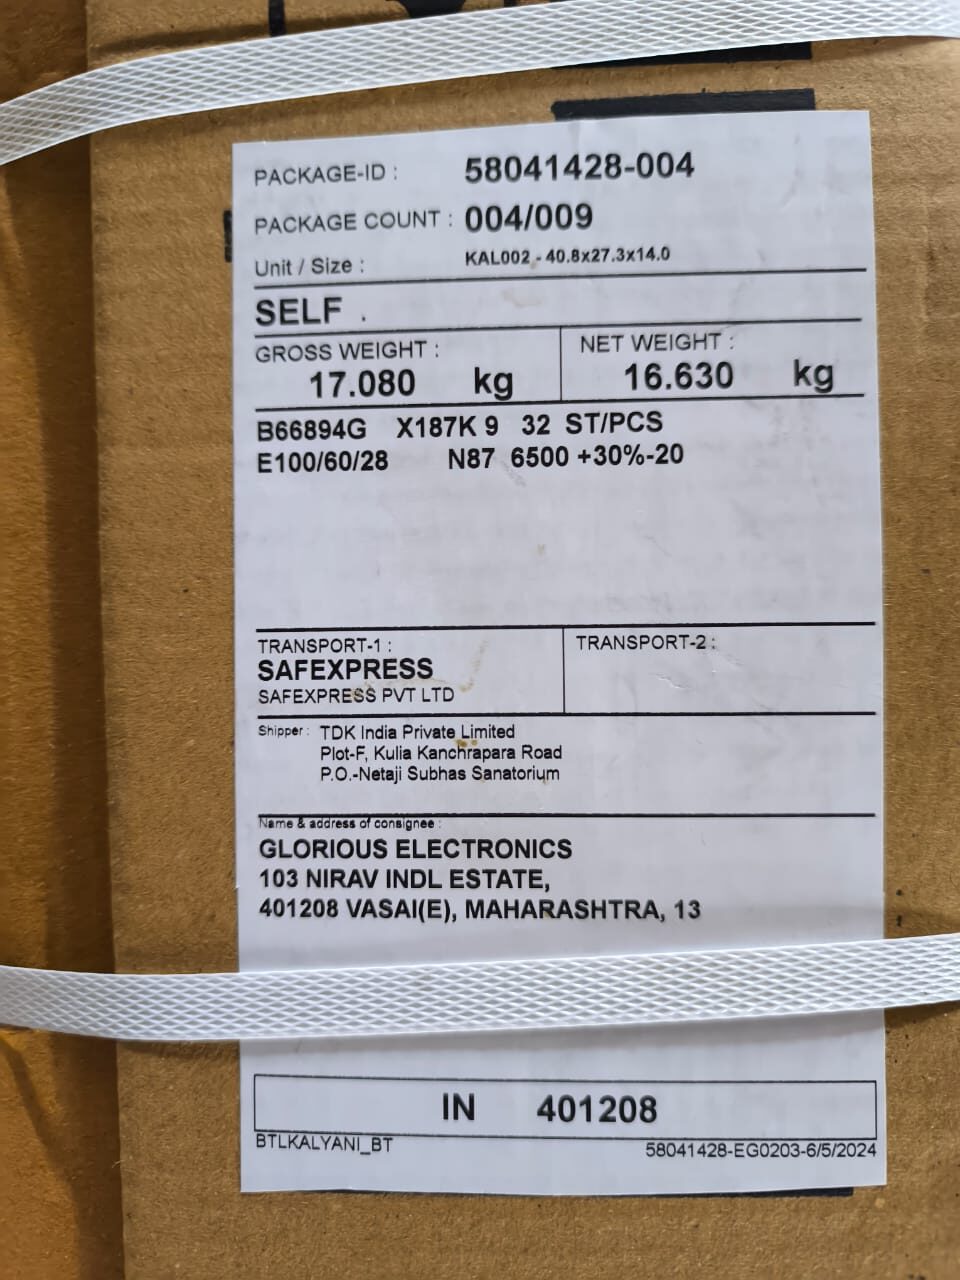 PACKAGE-ID : 58041428-004
PACKAGE COUNT : 004/009
Unit / Size : KAL002 - 40.8x27.3x14.0
SELF .
GROSS WEIGHT : NET WEIGHT :
17.080 kg 16.630 kg
B66894G X187K 9 32 ST/PCS
E100/60/28 N87 6500 +30%-20
TRANSPORT-1 : TRANSPORT-2 :
SAFEXPRESS
SAFEXPRESS PVT LTD
Shipper : TDK India Private Limited
Plot-F, Kulia Kanchrapara Road
P.O.-Netaji Subhas Sanatorium
Name & address of consignee :
GLORIOUS ELECTRONICS
103 NIRAV INDL ESTATE,
401208 VASAI(E), MAHARASHTRA, 13
IN 401208
BTLKALYANI_BT 58041428-EG0203-6/5/2024